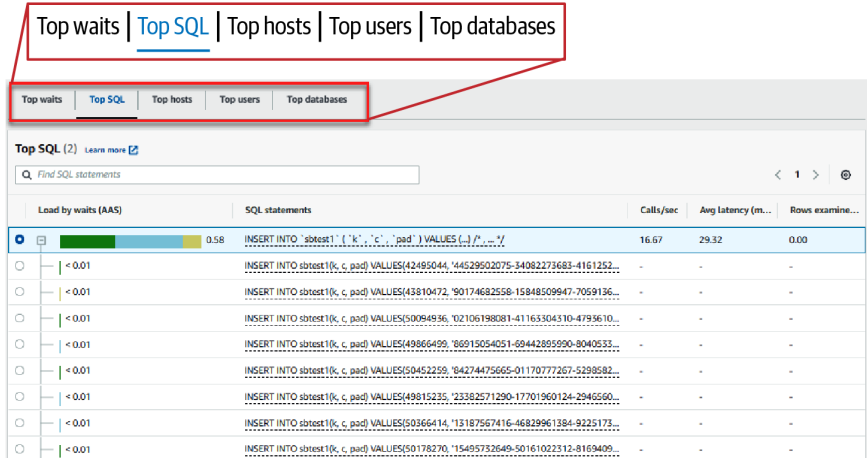 Top waits | Top SQL | Top hosts | Top users | Top databases
Top waits | Top SQL | Top hosts | Top users | Top databases
Top SQL (2) Learn more
Find SQL statements
< 1 >
Load by waits (AAS) SQL statements Calls/sec Avg latency (m... Rows examine...
0.58 INSERT INTO `sbtest1` ( `k` , `c` , `pad` ) VALUES (...) /* , ... */ 16.67 29.32 0.00
< 0.01 INSERT INTO sbtest1(k, c, pad) VALUES(42495044, '44529502075-34082273683-4161252... - - -
< 0.01 INSERT INTO sbtest1(k, c, pad) VALUES(43810472, '90174682558-15848509947-7059136... - - -
< 0.01 INSERT INTO sbtest1(k, c, pad) VALUES(50094936, '02106198081-41163304310-4793610... - - -
< 0.01 INSERT INTO sbtest1(k, c, pad) VALUES(49866499, '86915054051-69442895990-8040533... - - -
< 0.01 INSERT INTO sbtest1(k, c, pad) VALUES(50452259, '84274475665-01170777267-5298582... - - -
< 0.01 INSERT INTO sbtest1(k, c, pad) VALUES(49815235, '23382571290-17701960124-2946560... - - -
< 0.01 INSERT INTO sbtest1(k, c, pad) VALUES(50366414, '13187567416-46829961384-9225173... - - -
< 0.01 INSERT INTO sbtest1(k, c, pad) VALUES(50178270, '15495732649-50161022312-8169409... - - -